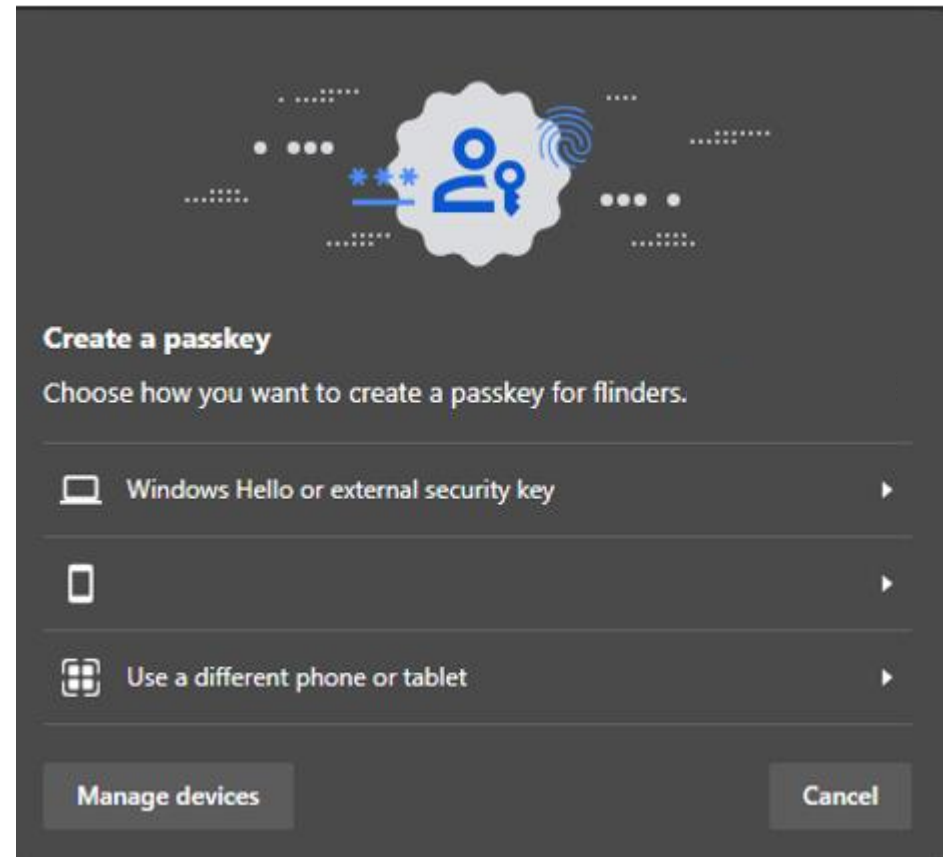 ***
Create a passkey
Choose how you want to create a passkey for flinders.
Windows Hello or external security key
Use a different phone or tablet
Manage devices
Cancel